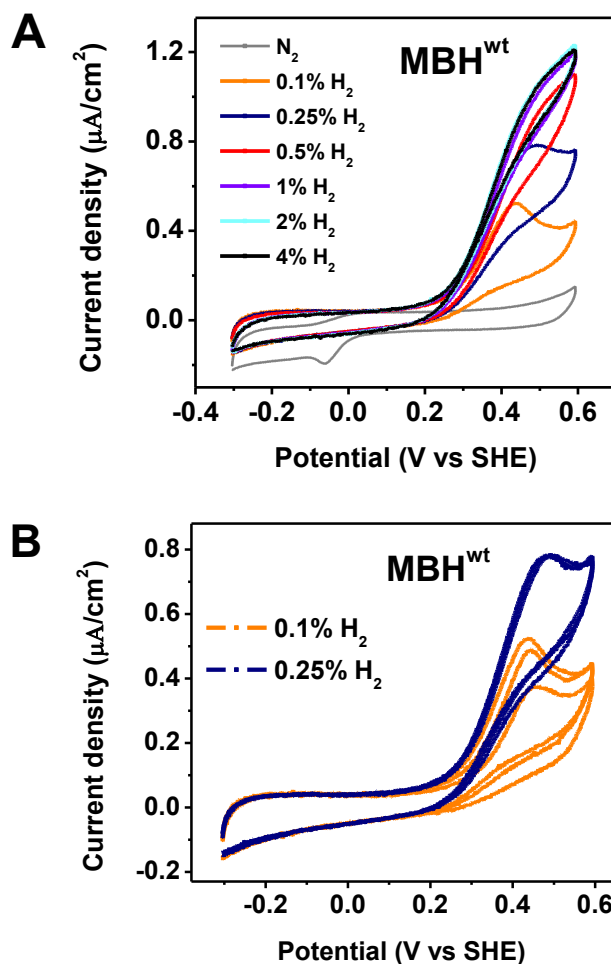 A
MBH^wt
N₂
0.1% H₂
0.25% H₂
0.5% H₂
1% H₂
2% H₂
4% H₂
Current density (μA/cm²)
1.2
0.8
0.4
0.0
-0.4 -0.2 0.0 0.2 0.4 0.6
Potential (V vs SHE)
B
MBH^wt
0.1% H₂
0.25% H₂
Current density (μA/cm²)
0.8
0.6
0.4
0.2
0.0
-0.2
-0.2 0.0 0.2 0.4 0.6
Potential (V vs SHE)